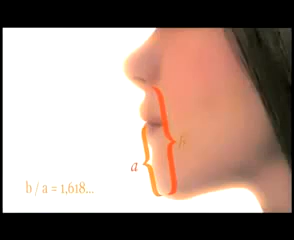 b
a
b / a = 1,618...